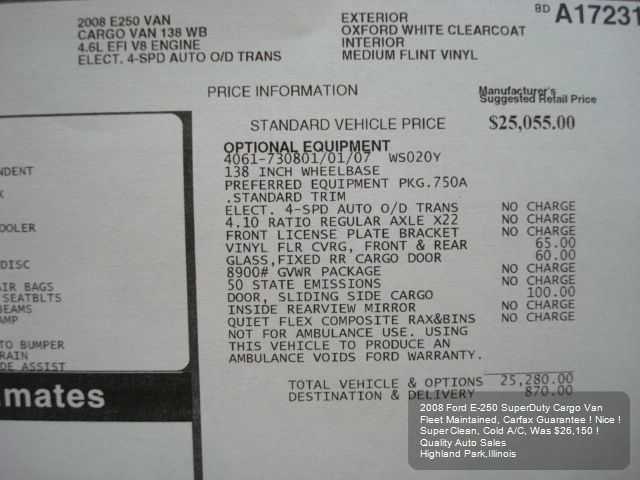 2008 E250 VAN
CARGO VAN 138 WB
4.6L EFI V8 ENGINE
ELECT. 4-SPD AUTO O/D TRANS
EXTERIOR
OXFORD WHITE CLEARCOAT
INTERIOR
MEDIUM FLINT VINYL
8D A17231
PRICE INFORMATION
Manufacturer's
Suggested Retail Price
STANDARD VEHICLE PRICE $25,055.00
OPTIONAL EQUIPMENT
4061-730801/01/07 WS020Y
138 INCH WHEELBASE
PREFERRED EQUIPMENT PKG.750A
.STANDARD TRIM
ELECT. 4-SPD AUTO O/D TRANS NO CHARGE
4.10 RATIO REGULAR AXLE X22 NO CHARGE
FRONT LICENSE PLATE BRACKET NO CHARGE
VINYL FLR CVRG, FRONT & REAR 65.00
GLASS,FIXED RR CARGO DOOR 60.00
8900# GVWR PACKAGE NO CHARGE
50 STATE EMISSIONS NO CHARGE
DOOR, SLIDING SIDE CARGO 100.00
INSIDE REARVIEW MIRROR NO CHARGE
QUIET FLEX COMPOSITE RAX&BINS NO CHARGE
NOT FOR AMBULANCE USE. USING
THIS VEHICLE TO PRODUCE AN
AMBULANCE VOIDS FORD WARRANTY.
TOTAL VEHICLE & OPTIONS 25,280.00
DESTINATION & DELIVERY 870.00
NDENT
OOLER
DISC
AIR BAGS
SEATBLTS
BEAMS
AMP
TO BUMPER
RAIN
DE ASSIST
mates
2008 Ford E-250 SuperDuty Cargo Van
Fleet Maintained, Carfax Guarantee ! Nice !
Super Clean, Cold A/C, Was $26,150 !
Quality Auto Sales
Highland Park,Illinois